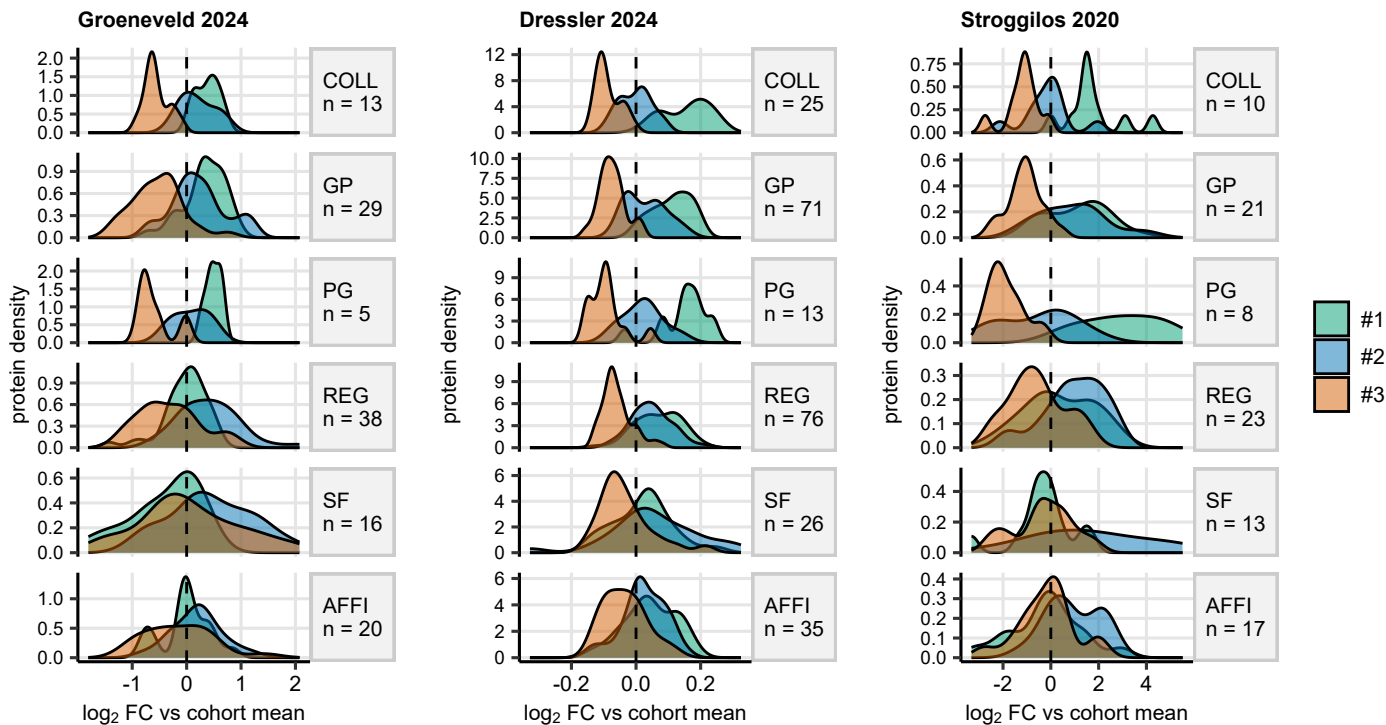 Groeneveld 2024
Dressler 2024
Stroggilos 2020
protein density
2.0
1.5
1.0
0.5
0.0
COLL
n = 13
0.9
0.6
0.3
0.0
GP
n = 29
2.0
1.5
1.0
0.5
0.0
PG
n = 5
0.9
0.6
0.3
0.0
REG
n = 38
0.6
0.4
0.2
0.0
SF
n = 16
1.0
0.5
0.0
AFFI
n = 20
-1
0
1
2
log2 FC vs cohort mean
protein density
12
8
4
0
COLL
n = 25
10.0
7.5
5.0
2.5
0.0
GP
n = 71
9
6
3
0
PG
n = 13
9
6
3
0
REG
n = 76
6
4
2
0
SF
n = 26
6
4
2
0
AFFI
n = 35
-0.2
0.0
0.2
log2 FC vs cohort mean
protein density
0.75
0.50
0.25
0.00
COLL
n = 10
0.6
0.4
0.2
0.0
GP
n = 21
0.6
0.4
0.2
0.0
PG
n = 8
0.3
0.2
0.1
0.0
REG
n = 23
0.4
0.2
0.0
SF
n = 13
0.4
0.3
0.2
0.1
0.0
AFFI
n = 17
-2
0
2
4
log2 FC vs cohort mean
#1
#2
#3